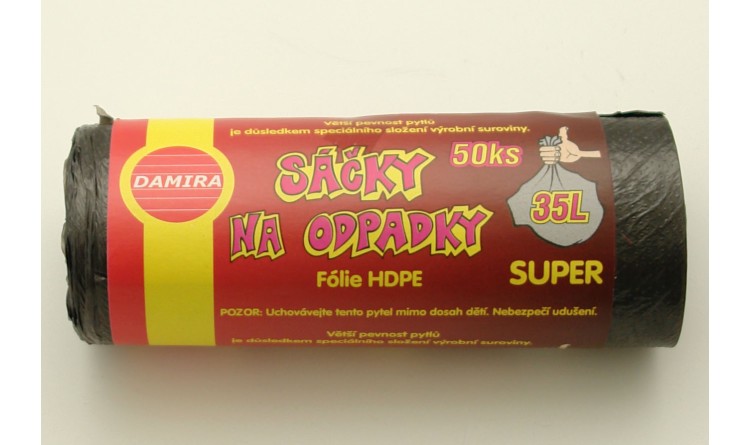 Větší pevnost pytlů
je důsledkem speciálního složení výrobní suroviny.
DAMIRA
SÁČKY
50ks
NA ODPADKY
35L
Fólie HDPE
SUPER
POZOR: Uchovávejte tento pytel mimo dosah dětí. Nebezpečí udušení.
Větší pevnost pytlů
je důsledkem speciálního složení výrobní suroviny.